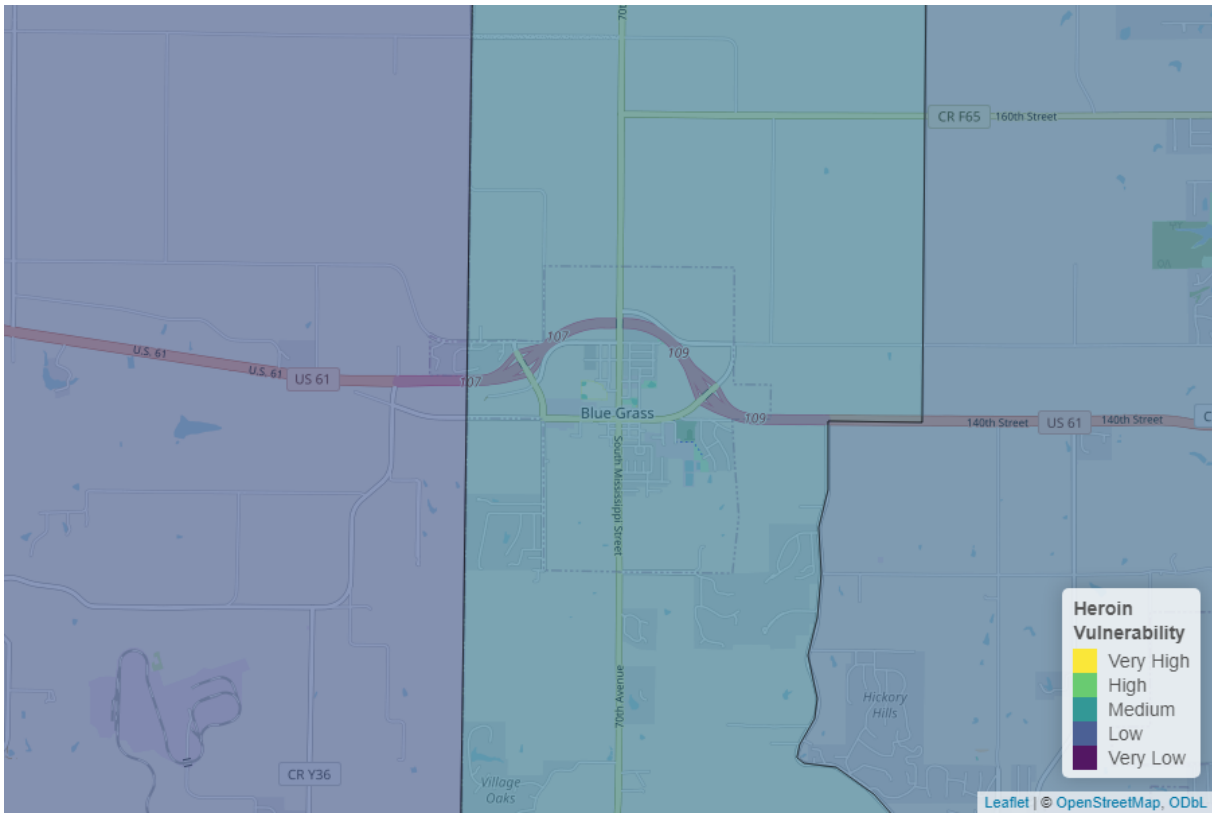 70th
CR F65
160th Street
107
109
U.S. 61
U.S. 61
US 61
107
Blue Grass
109
140th Street
US 61
140th Street
C
South Mississippi Street
Heroin
Vulnerability
Very High
High
Medium
Low
Very Low
70th Avenue
Hickory
Hills
CR Y36
Village
Oaks
Leaflet | © OpenStreetMap, ODbL